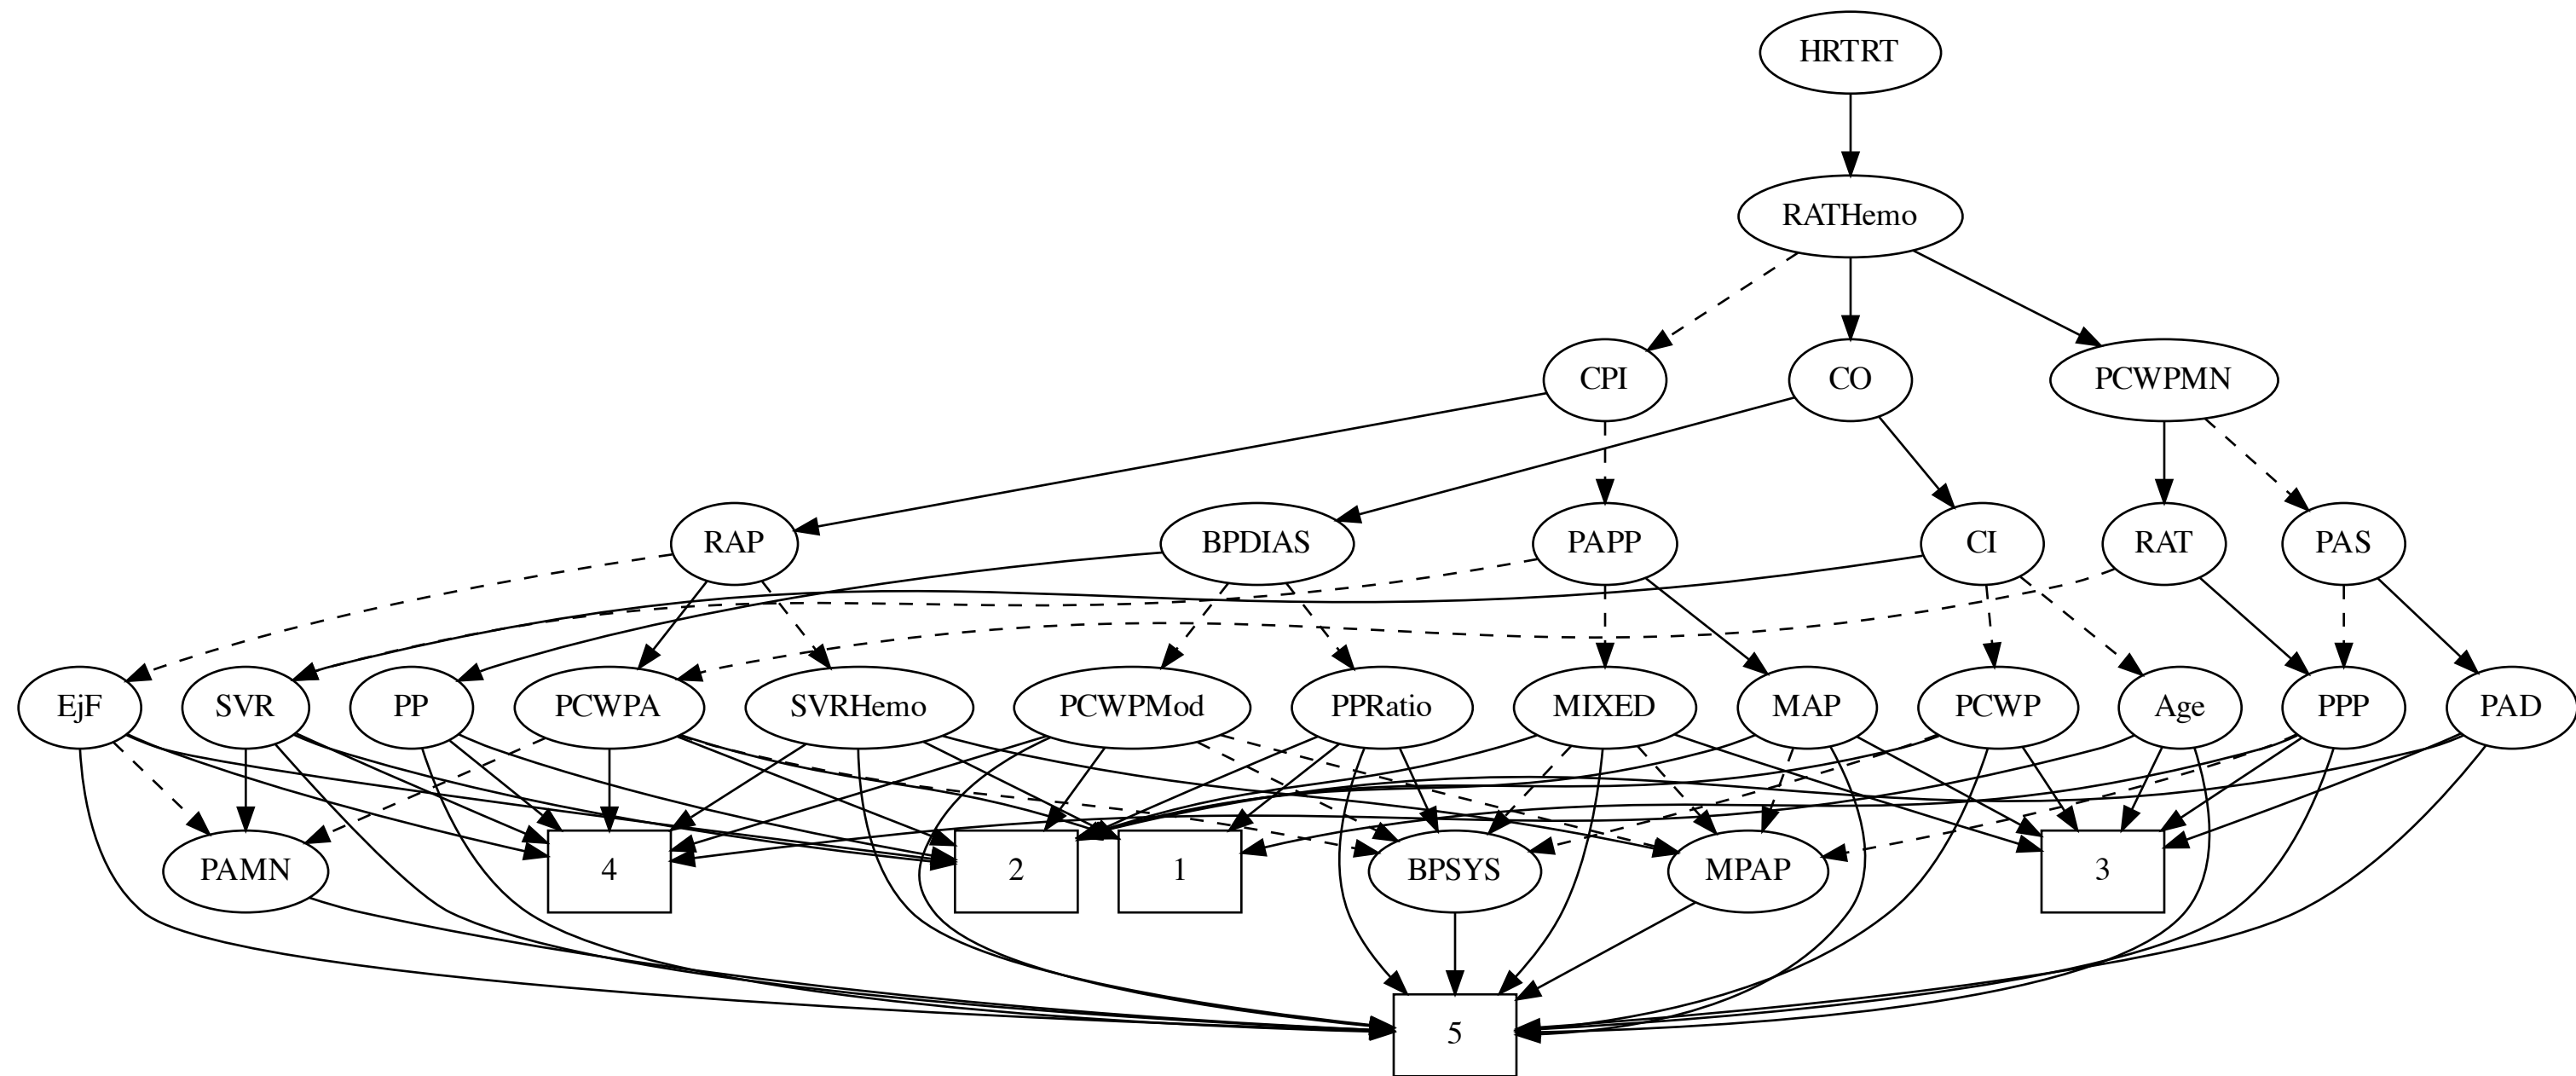 HRTRT
RATHemo
CPI
CO
PCWPMN
RAP
BPDIAS
PAPP
CI
RAT
PAS
EjF
SVR
PP
PCWPA
SVRHemo
PCWPMod
PPRatio
MIXED
MAP
PCWP
Age
PPP
PAD
PAMN
4
2
1
BPSYS
MPAP
3
5